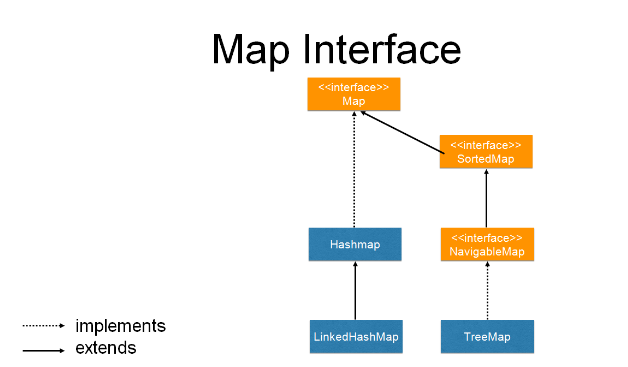 Map Interface
<<interface>>
Map
<<interface>>
SortedMap
Hashmap
<<interface>>
NavigableMap
LinkedHashMap
TreeMap
implements
extends